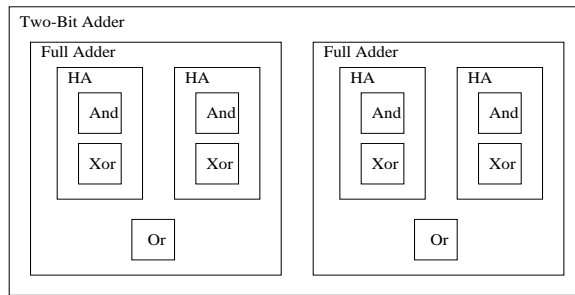 Two-Bit Adder
Full Adder Full Adder
HA HA HA HA
And And And And
Xor Xor Xor Xor
Or Or